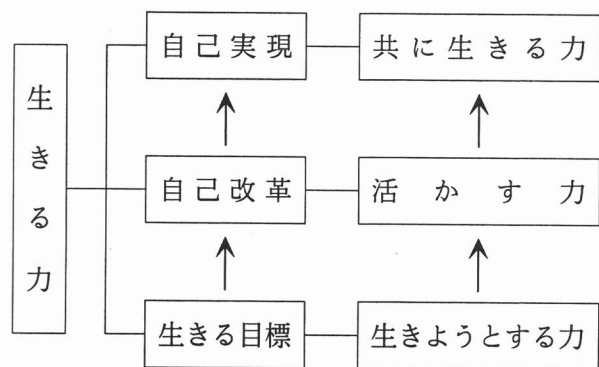 生きる力
自己実現
共に生きる力
自己改革
活かす力
生きる目標
生きようとする力